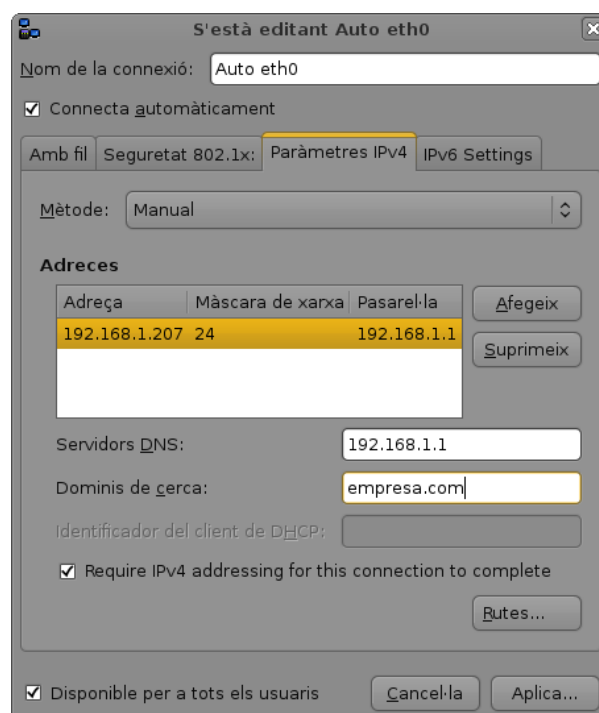 S'està editant Auto eth0
Nom de la connexió: Auto eth0
Connecta automàticament
Amb fil Seguretat 802.1x: Paràmetres IPv4 IPv6 Settings
Mètode: Manual
Adreces
Adreça Màscara de xarxa Pasarel·la Afegeix
192.168.1.207 24 192.168.1.1
Suprimeix
Servidors DNS: 192.168.1.1
Dominis de cerca: empresa.com
Identificador del client de DHCP:
Require IPv4 addressing for this connection to complete
Rutes...
Disponible per a tots els usuaris Cancel·la Aplica...